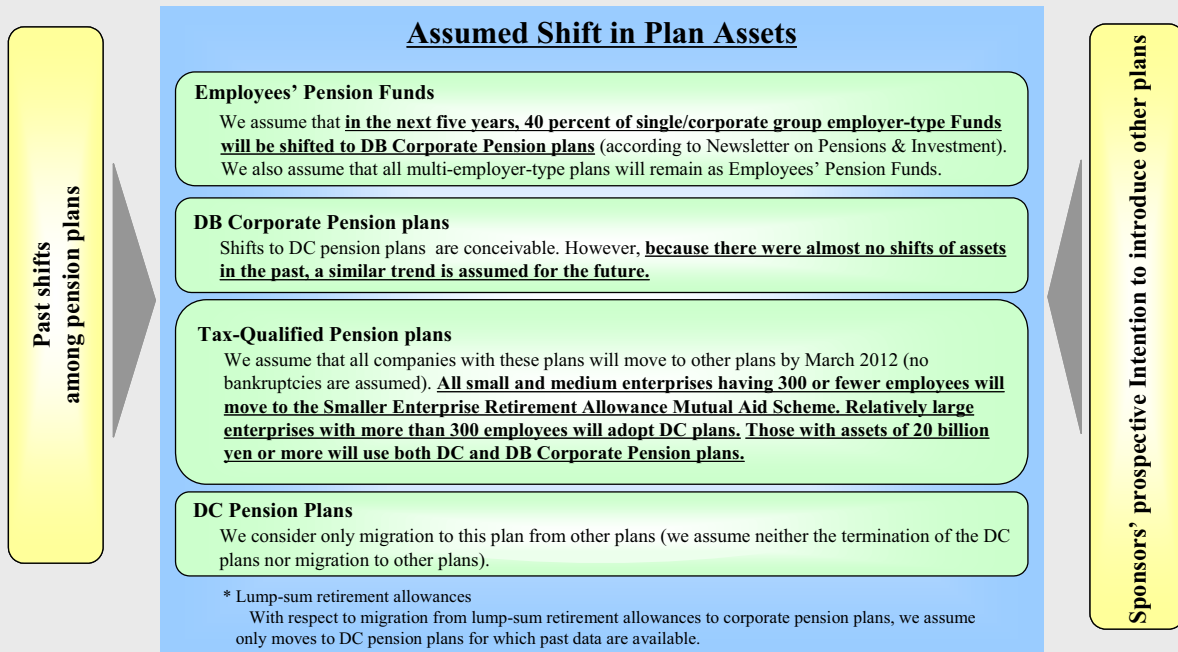 Assumed Shift in Plan Assets
Past shifts
among pension plans
Employees' Pension Funds
We assume that in the next five years, 40 percent of single/corporate group employer-type Funds
will be shifted to DB Corporate Pension plans (according to Newsletter on Pensions & Investment).
We also assume that all multi-employer-type plans will remain as Employees' Pension Funds.
DB Corporate Pension plans
Shifts to DC pension plans are conceivable. However, because there were almost no shifts of assets
in the past, a similar trend is assumed for the future.
Tax-Qualified Pension plans
We assume that all companies with these plans will move to other plans by March 2012 (no
bankruptcies are assumed). All small and medium enterprises having 300 or fewer employees will
move to the Smaller Enterprise Retirement Allowance Mutual Aid Scheme. Relatively large
enterprises with more than 300 employees will adopt DC plans. Those with assets of 20 billion
yen or more will use both DC and DB Corporate Pension plans.
DC Pension Plans
We consider only migration to this plan from other plans (we assume neither the termination of the DC
plans nor migration to other plans).
* Lump-sum retirement allowances
With respect to migration from lump-sum retirement allowances to corporate pension plans, we assume
only moves to DC pension plans for which past data are available.
Sponsors' prospective Intention to introduce other plans